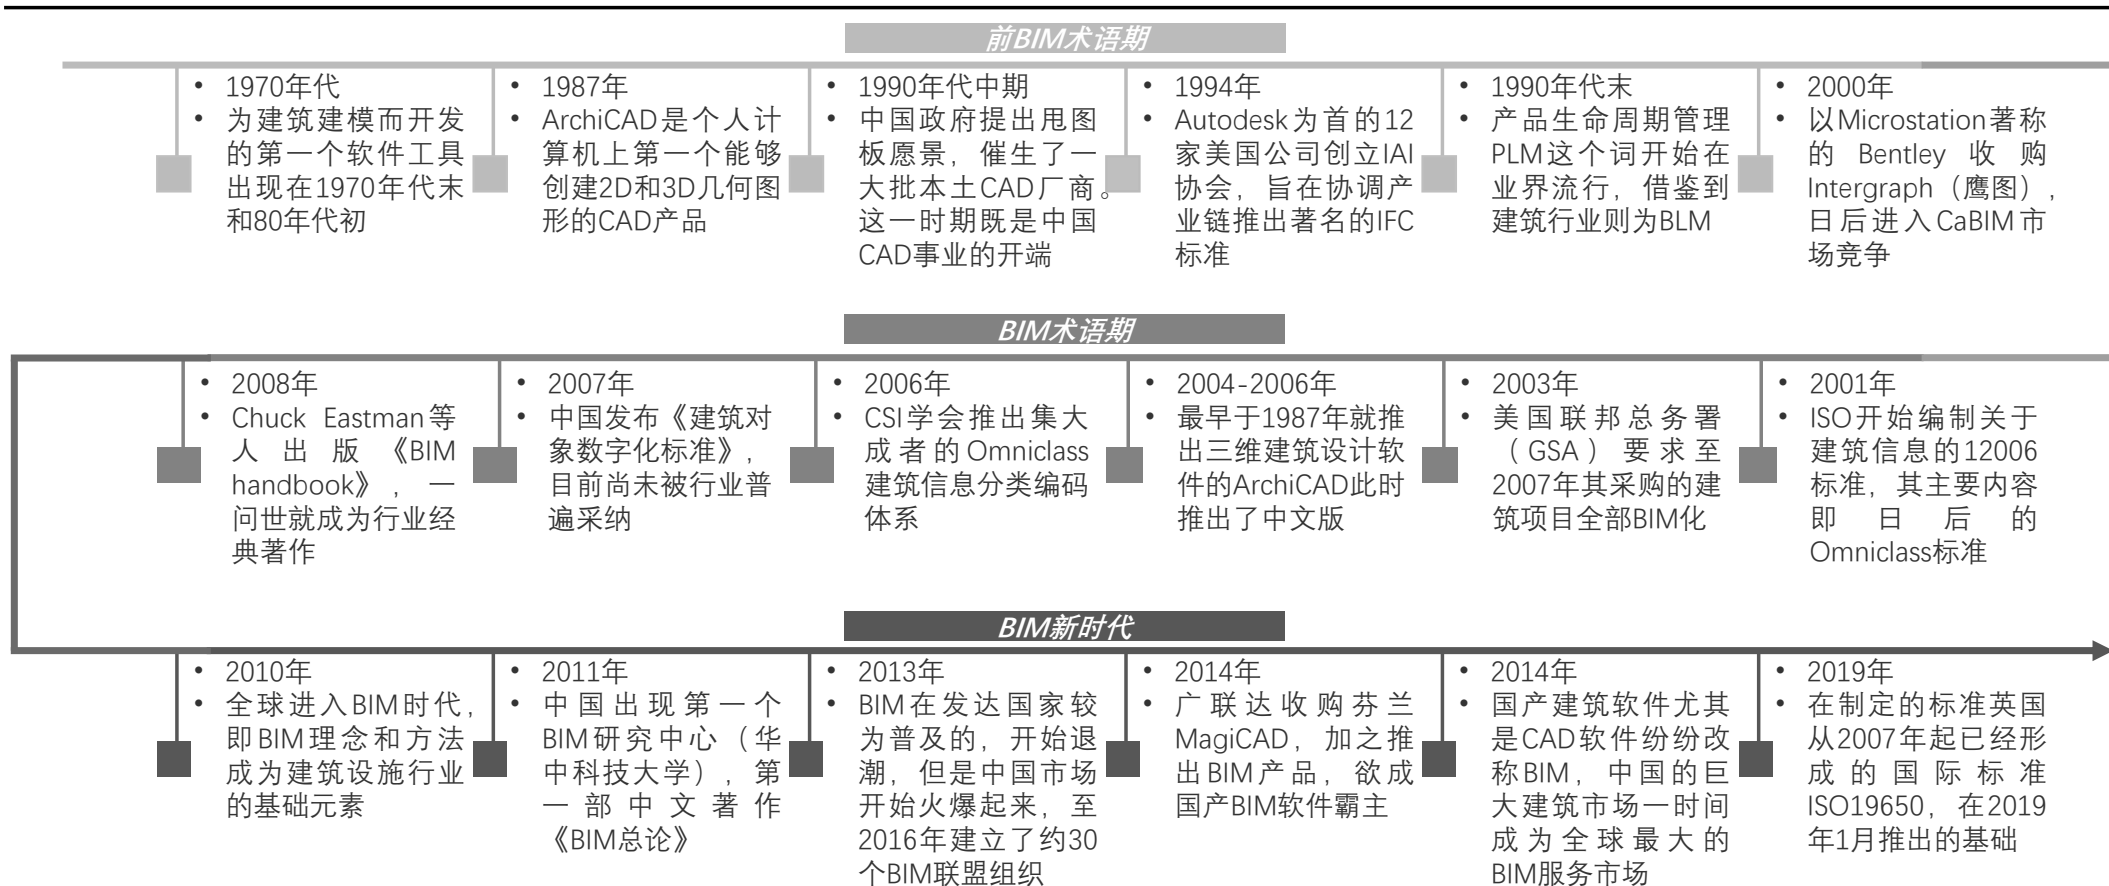 前BIM术语期
• 1970年代
• 为建筑建模而开发
的第一个软件工具
出现在1970年代末
和80年代初
• 1987年
• ArchiCAD是个人计
算机上第一个能够
创建2D和3D几何图
形的CAD产品
• 1990年代中期
• 中国政府提出甩图
板愿景，催生了一
大批本土CAD厂商。
这一时期既是中国
CAD事业的开端
• 1994年
• Autodesk为首的12
家美国公司创立IAI
协会，旨在协调产
业链推出著名的IFC
标准
• 1990年代末
• 产品生命周期管理
PLM这个词开始在
业界流行，借鉴到
建筑行业则为BLM
• 2000年
• 以Microstation著称
的 Bentley 收 购
Intergraph（鹰图），
日后进入CaBIM市
场竞争
BIM术语期
• 2008年
• Chuck Eastman等
人出版《BIM
handbook》，一
问世就成为行业经
典著作
• 2007年
• 中国发布《建筑对
象数字化标准》，
目前尚未被行业普
遍采纳
• 2006年
• CSI学会推出集大
成者的Omniclass
建筑信息分类编码
体系
• 2004-2006年
• 最早于1987年就推
出三维建筑设计软
件的ArchiCAD此时
推出了中文版
• 2003年
• 美国联邦总务署
（GSA）要求至
2007年其采购的建
筑项目全部BIM化
• 2001年
• ISO开始编制关于
建筑信息的12006
标准，其主要内容
即日后的
Omniclass标准
BIM新时代
• 2010年
• 全球进入BIM时代，
即BIM理念和方法
成为建筑设施行业
的基础元素
• 2011年
• 中国出现第一个
BIM研究中心（华
中科技大学），第
一部中文著作
《BIM总论》
• 2013年
• BIM在发达国家较
为普及的，开始退
潮，但是中国市场
开始火爆起来，至
2016年建立了约30
个BIM联盟组织
• 2014年
• 广联达收购芬兰
MagiCAD，加之推
出BIM产品，欲成
国产BIM软件霸主
• 2014年
• 国产建筑软件尤其
是CAD软件纷纷改
称BIM，中国的巨
大建筑市场一时间
成为全球最大的
BIM服务市场
• 2019年
• 在制定的标准英国
从2007年起已经形
成的国际标准
ISO19650，在2019
年1月推出的基础